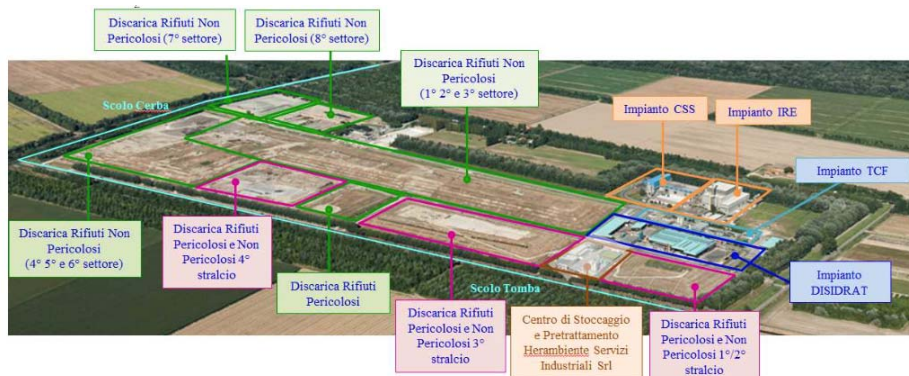 Discarica Rifiuti Non
Pericolosi (7° settore)
Discarica Rifiuti Non
Pericolosi (8° settore)
Discarica Rifiuti Non
Pericolosi
(1° 2° e 3° settore)
Scolo Cerba
Impianto CSS
Impianto IRE
Impianto TCF
Discarica Rifiuti Non
Pericolosi
(4° 5° e 6° settore)
Discarica Rifiuti
Pericolosi e Non
Pericolosi 4°
stralcio
Discarica Rifiuti
Pericolosi
Scolo Tomba
Impianto
DISIDRAT
Discarica Rifiuti
Pericolosi e Non
Pericolosi 3°
stralcio
Centro di Stoccaggio
e Pretrattamento
Herambiente Servizi
Industriali Srl
Discarica Rifiuti
Pericolosi e Non
Pericolosi 1°/2°
stralcio